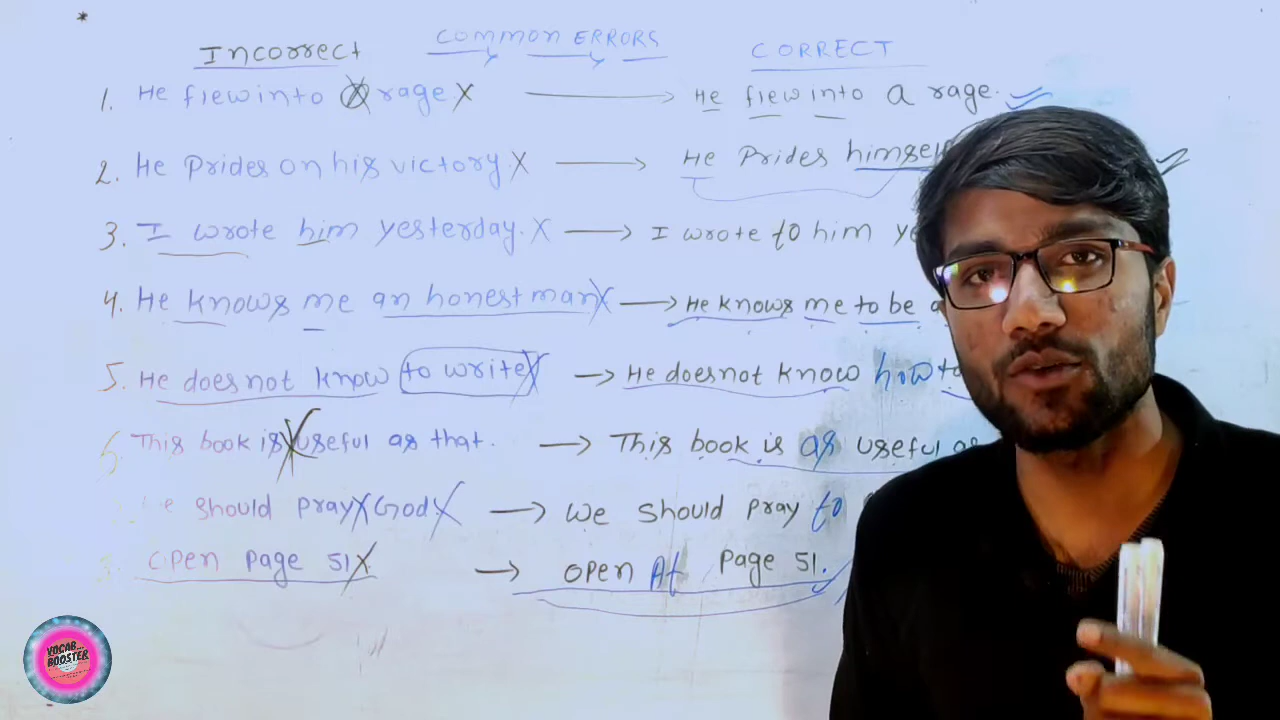 COMMON ERRORS
Incorrect CORRECT
1. He flew into rage X → He flew into a rage.
2. He Prides on his victory. X → He Prides himself
3. I wrote him yesterday. X → I wrote to him
4. He knows me an honest man X → He knows me to be
5. He does not know to write X → He does not know how to
6. This book is useful as that. → This book is as useful as
should pray X God X → We should pray to
Open Page 51 X → Open At Page 51.
VOCAB...
BOOSTER